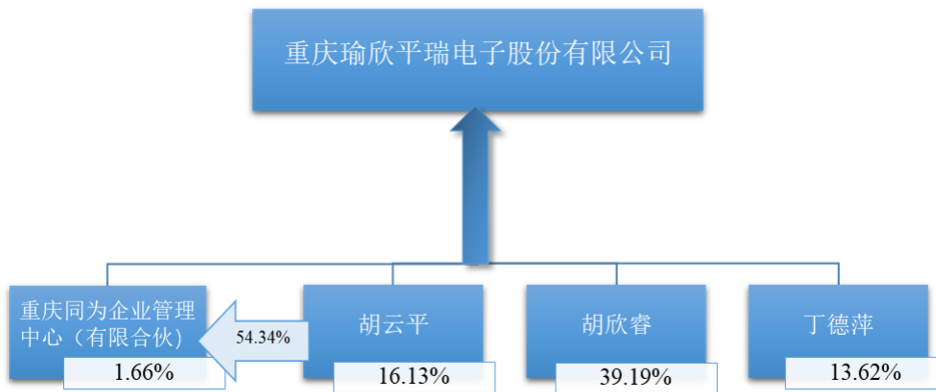 重庆瑜欣平瑞电子股份有限公司
重庆同为企业管理
中心（有限合伙)
1.66%
54.34%
胡云平
16.13%
胡欣睿
39.19%
丁德萍
13.62%